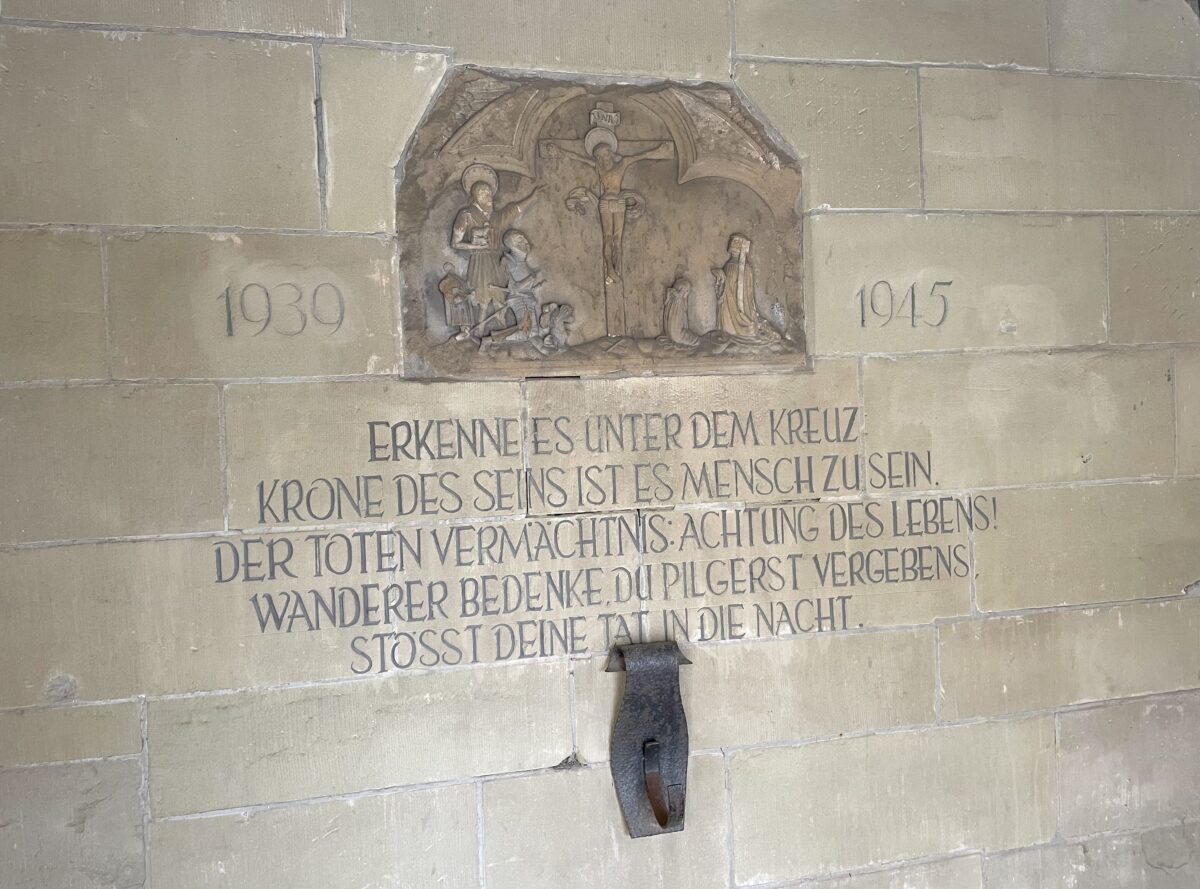 1939 1945
ERKENNE ES UNTER DEM KREUZ
KRONE DES SEINS IST ES MENSCH ZU SEIN.
DER TOTEN VERMÄCHTNIS: ACHTUNG DES LEBENS!
WANDERER BEDENKE, DU PILGERST VERGEBENS
STÖSST DEINE TAT IN DIE NACHT.